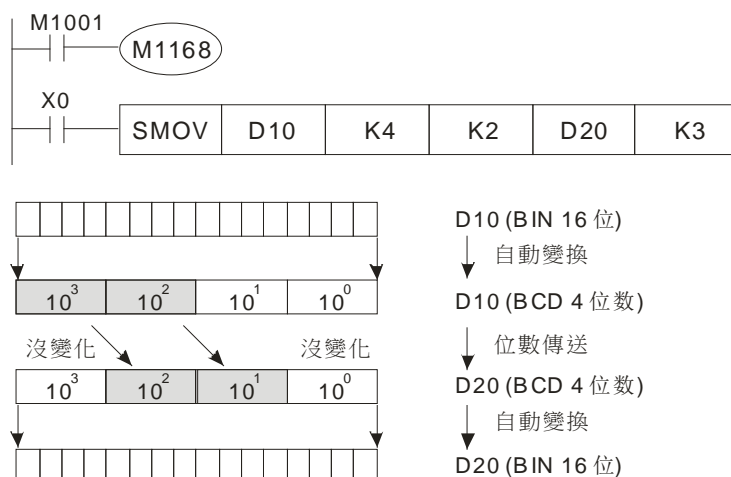 M1001
M1168
X0
SMOV D10 K4 K2 D20 K3
D10 (BIN 16 位)
自動變換
10³ 10² 10¹ 10⁰
D10 (BCD 4 位数)
沒變化 沒變化
位數傳送
10³ 10² 10¹ 10⁰
D20 (BCD 4 位数)
自動變換
D20 (BIN 16 位)